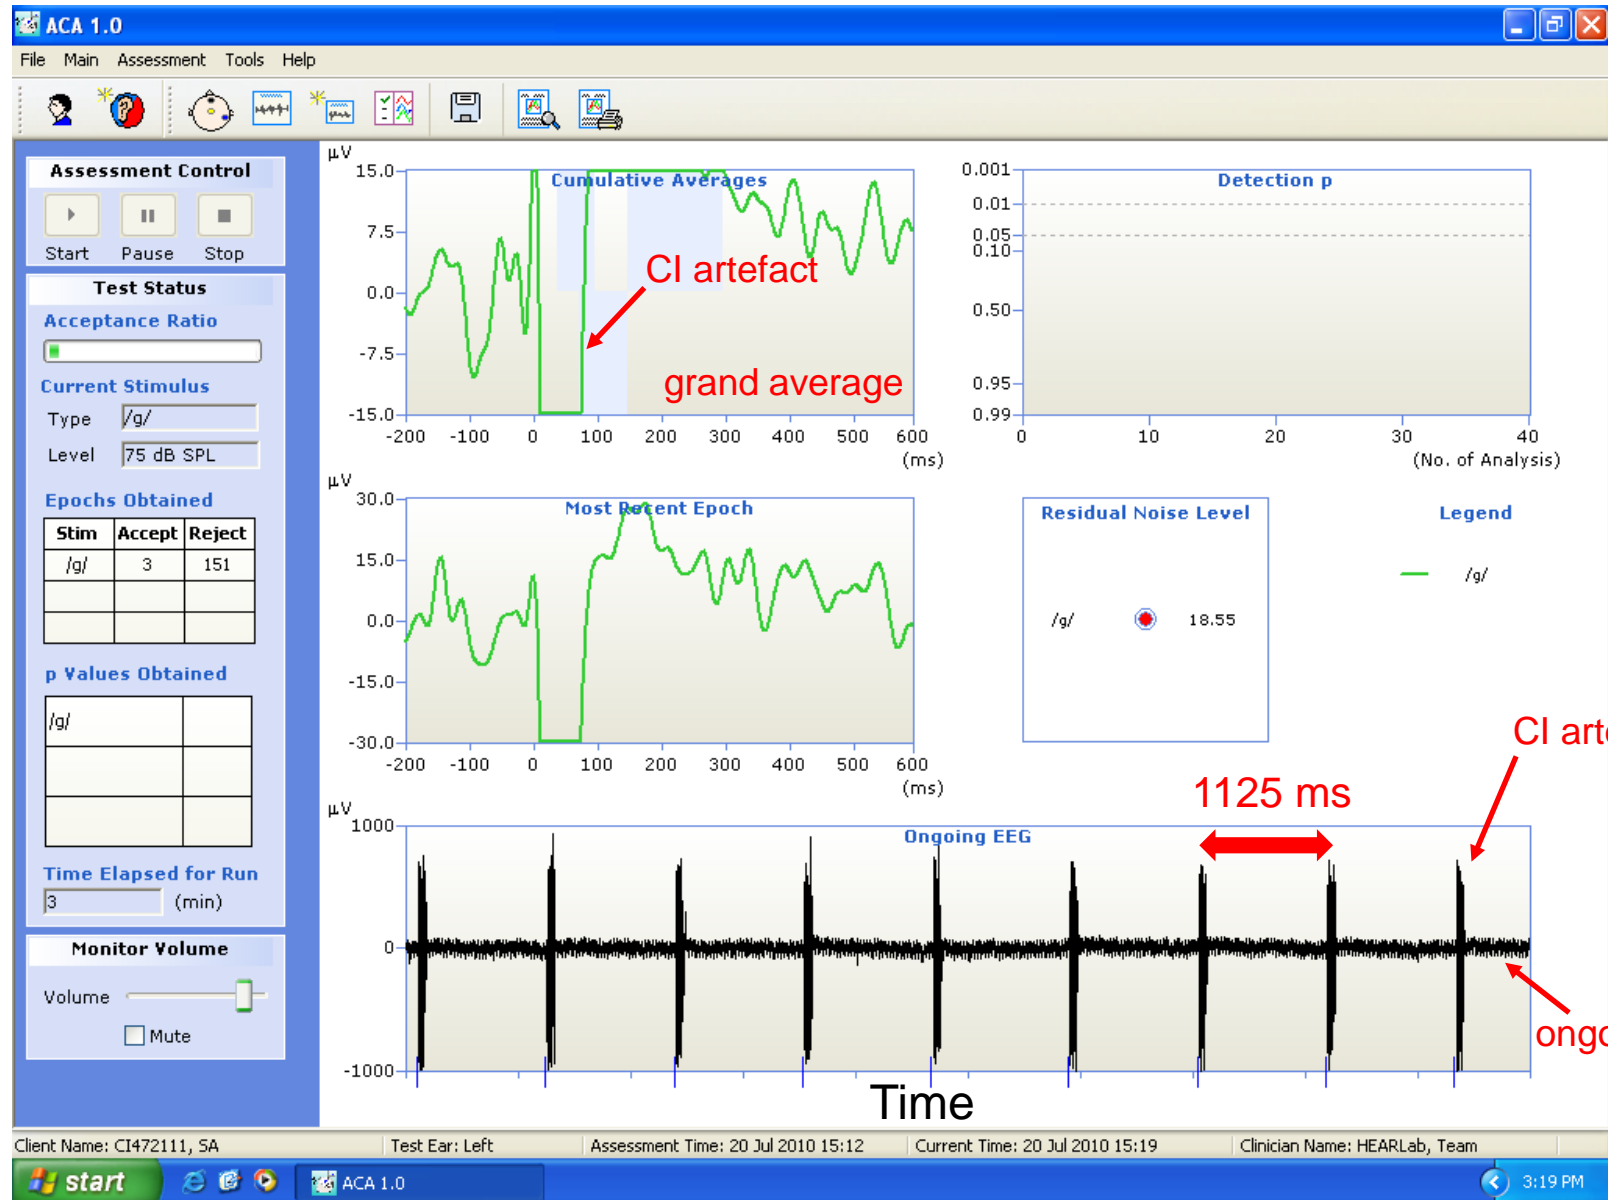 ACA 1.0
File Main Assessment Tools Help
Assessment Control
Start Pause Stop
Test Status
Acceptance Ratio
Current Stimulus
Type /g/
Level 75 dB SPL
Epochs Obtained
Stim Accept Reject
/g/ 3 151
p Values Obtained
/g/
Time Elapsed for Run
3 (min)
Monitor Volume
Volume
Mute
µV
Cumulative Averages
15.0
7.5
0.0
-7.5
-15.0
-200 -100 0 100 200 300 400 500 600
(ms)
CI artefact
grand average
Detection p
0.001
0.01
0.05
0.10
0.50
0.95
0.99
0 10 20 30 40
(No. of Analysis)
µV
Most Recent Epoch
30.0
15.0
0.0
-15.0
-30.0
-200 -100 0 100 200 300 400 500 600
(ms)
Residual Noise Level
/g/ 18.55
Legend
/g/
CI arte
1125 ms
µV
Ongoing EEG
1000
0
-1000
ongo
Time
Client Name: CI472111, SA Test Ear: Left Assessment Time: 20 Jul 2010 15:12 Current Time: 20 Jul 2010 15:19 Clinician Name: HEARLab, Team
start ACA 1.0 3:19 PM